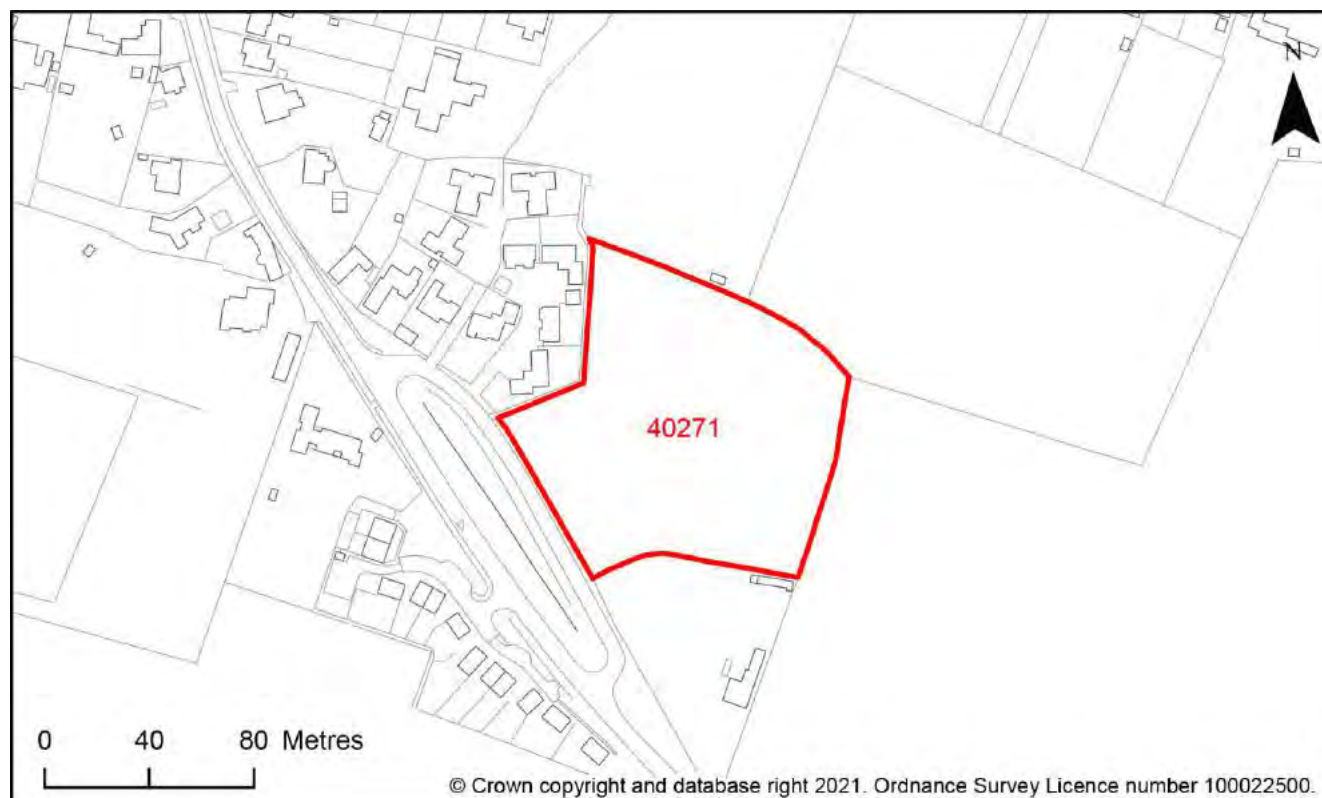 N
40271
0 40 80 Metres
© Crown copyright and database right 2021. Ordnance Survey Licence number 100022500.